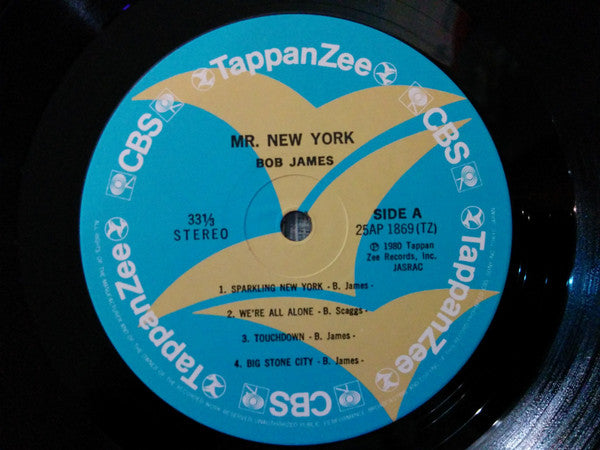 TappanZee
CBS
CBS
MR. NEW YORK
BOB JAMES
33⅓
STEREO
SIDE A
25AP 1869 (TZ)
Ⓟ 1980 Tappan
Zee Records, Inc.
JASRAC
1. SPARKLING NEW YORK - B. James -
2. WE'RE ALL ALONE - B. Scaggs -
3. TOUCHDOWN - B. James -
4. BIG STONE CITY - B. James -
TappanZee
TappanZee
CBS